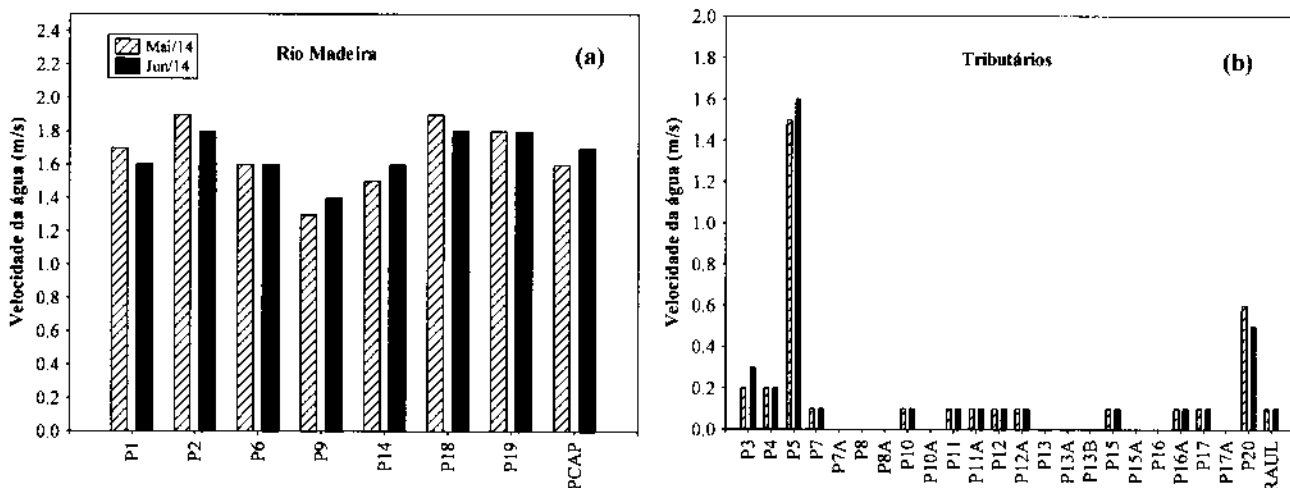 Velocidade da água (m/s)
2.4
2.2
2.0
1.8
1.6
1.4
1.2
1.0
0.8
0.6
0.4
0.2
0.0
Mai/14
Jun/14
Rio Madeira
(a)
P1
P2
P6
P9
P14
P18
P19
PCAP
Velocidade da água (m/s)
2.0
1.8
1.6
1.4
1.2
1.0
0.8
0.6
0.4
0.2
0.0
Tributários
(b)
P3
P4
P5
P7
P7A
P8
P8A
P10
P10A
P11
P11A
P12
P12A
P13
P13A
P13B
P15
P15A
P16
P16A
P17
P17A
P20
RAUL